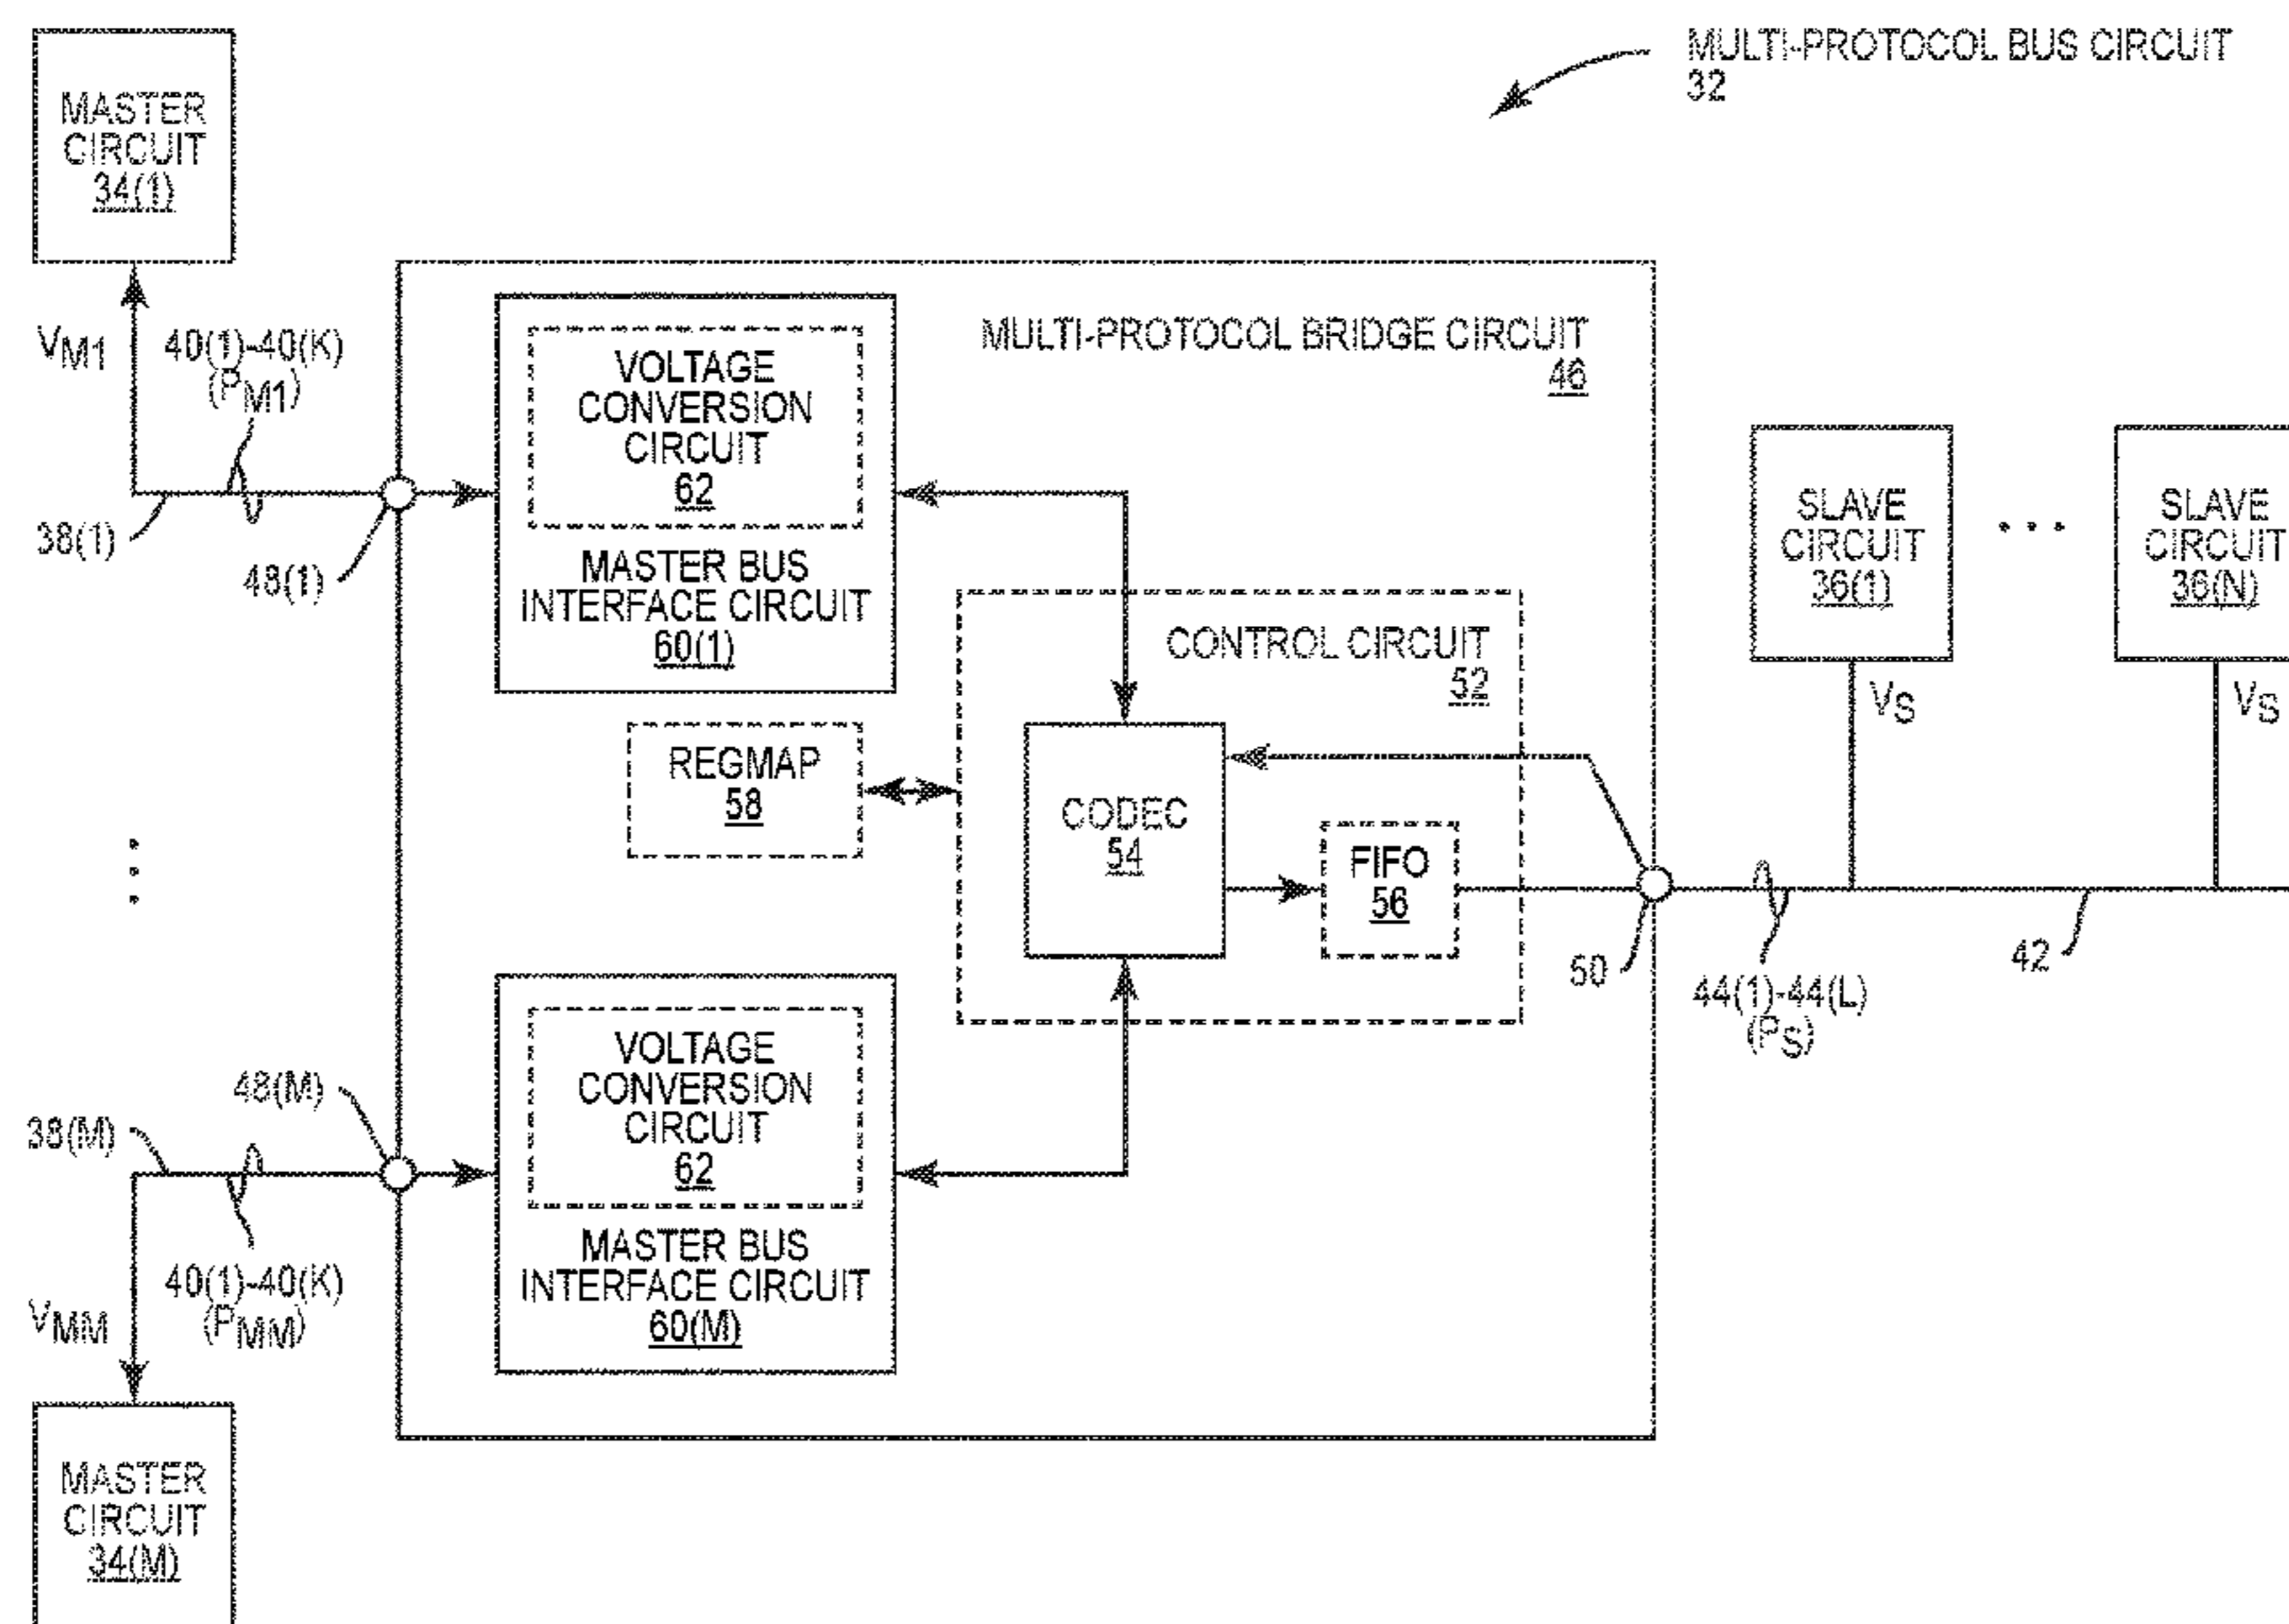 MULTI-PROTOCOL BUS CIRCUIT
32
MASTER
CIRCUIT
34(1)
VM1
40(1)-40(K)
(PM1)
38(1)
48(1)
VOLTAGE
CONVERSION
CIRCUIT
62
MASTER BUS
INTERFACE CIRCUIT
60(1)
MULTI-PROTOCOL BRIDGE CIRCUIT
46
SLAVE
CIRCUIT
36(1)
• • •
SLAVE
CIRCUIT
36(N)
VS
VS
CONTROL CIRCUIT
52
REGMAP
58
CODEC
54
FIFO
56
50
44(1)-44(L)
(PS)
42
48(M)
38(M)
40(1)-40(K)
(PMM)
VMM
VOLTAGE
CONVERSION
CIRCUIT
62
MASTER BUS
INTERFACE CIRCUIT
60(M)
MASTER
CIRCUIT
34(M)